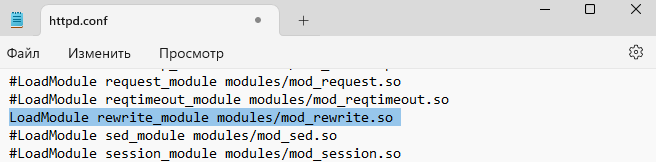 httpd.conf
Файл Изменить Просмотр
#LoadModule request_module modules/mod_request.so
#LoadModule reqtimeout_module modules/mod_reqtimeout.so
LoadModule rewrite_module modules/mod_rewrite.so
#LoadModule sed_module modules/mod_sed.so
#LoadModule session_module modules/mod_session.so